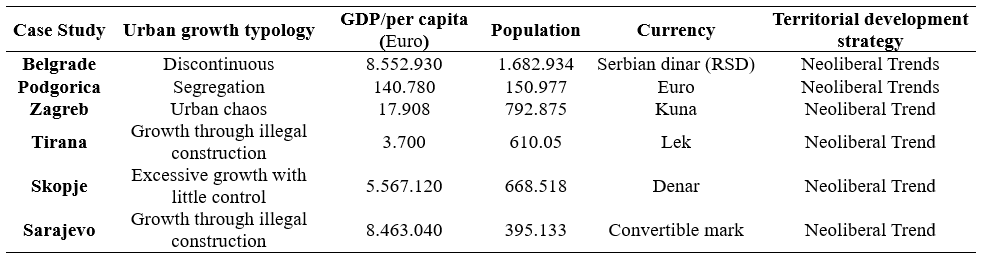 Case Study Urban growth typology GDP/per capita (Euro) Population Currency Territorial development strategy
Belgrade Discontinuous 8.552.930 1.682.934 Serbian dinar (RSD) Neoliberal Trends
Podgorica Segregation 140.780 150.977 Euro Neoliberal Trends
Zagreb Urban chaos 17.908 792.875 Kuna Neoliberal Trend
Tirana Growth through illegal construction 3.700 610.05 Lek Neoliberal Trend
Skopje Excessive growth with little control 5.567.120 668.518 Denar Neoliberal Trend
Sarajevo Growth through illegal construction 8.463.040 395.133 Convertible mark Neoliberal Trend